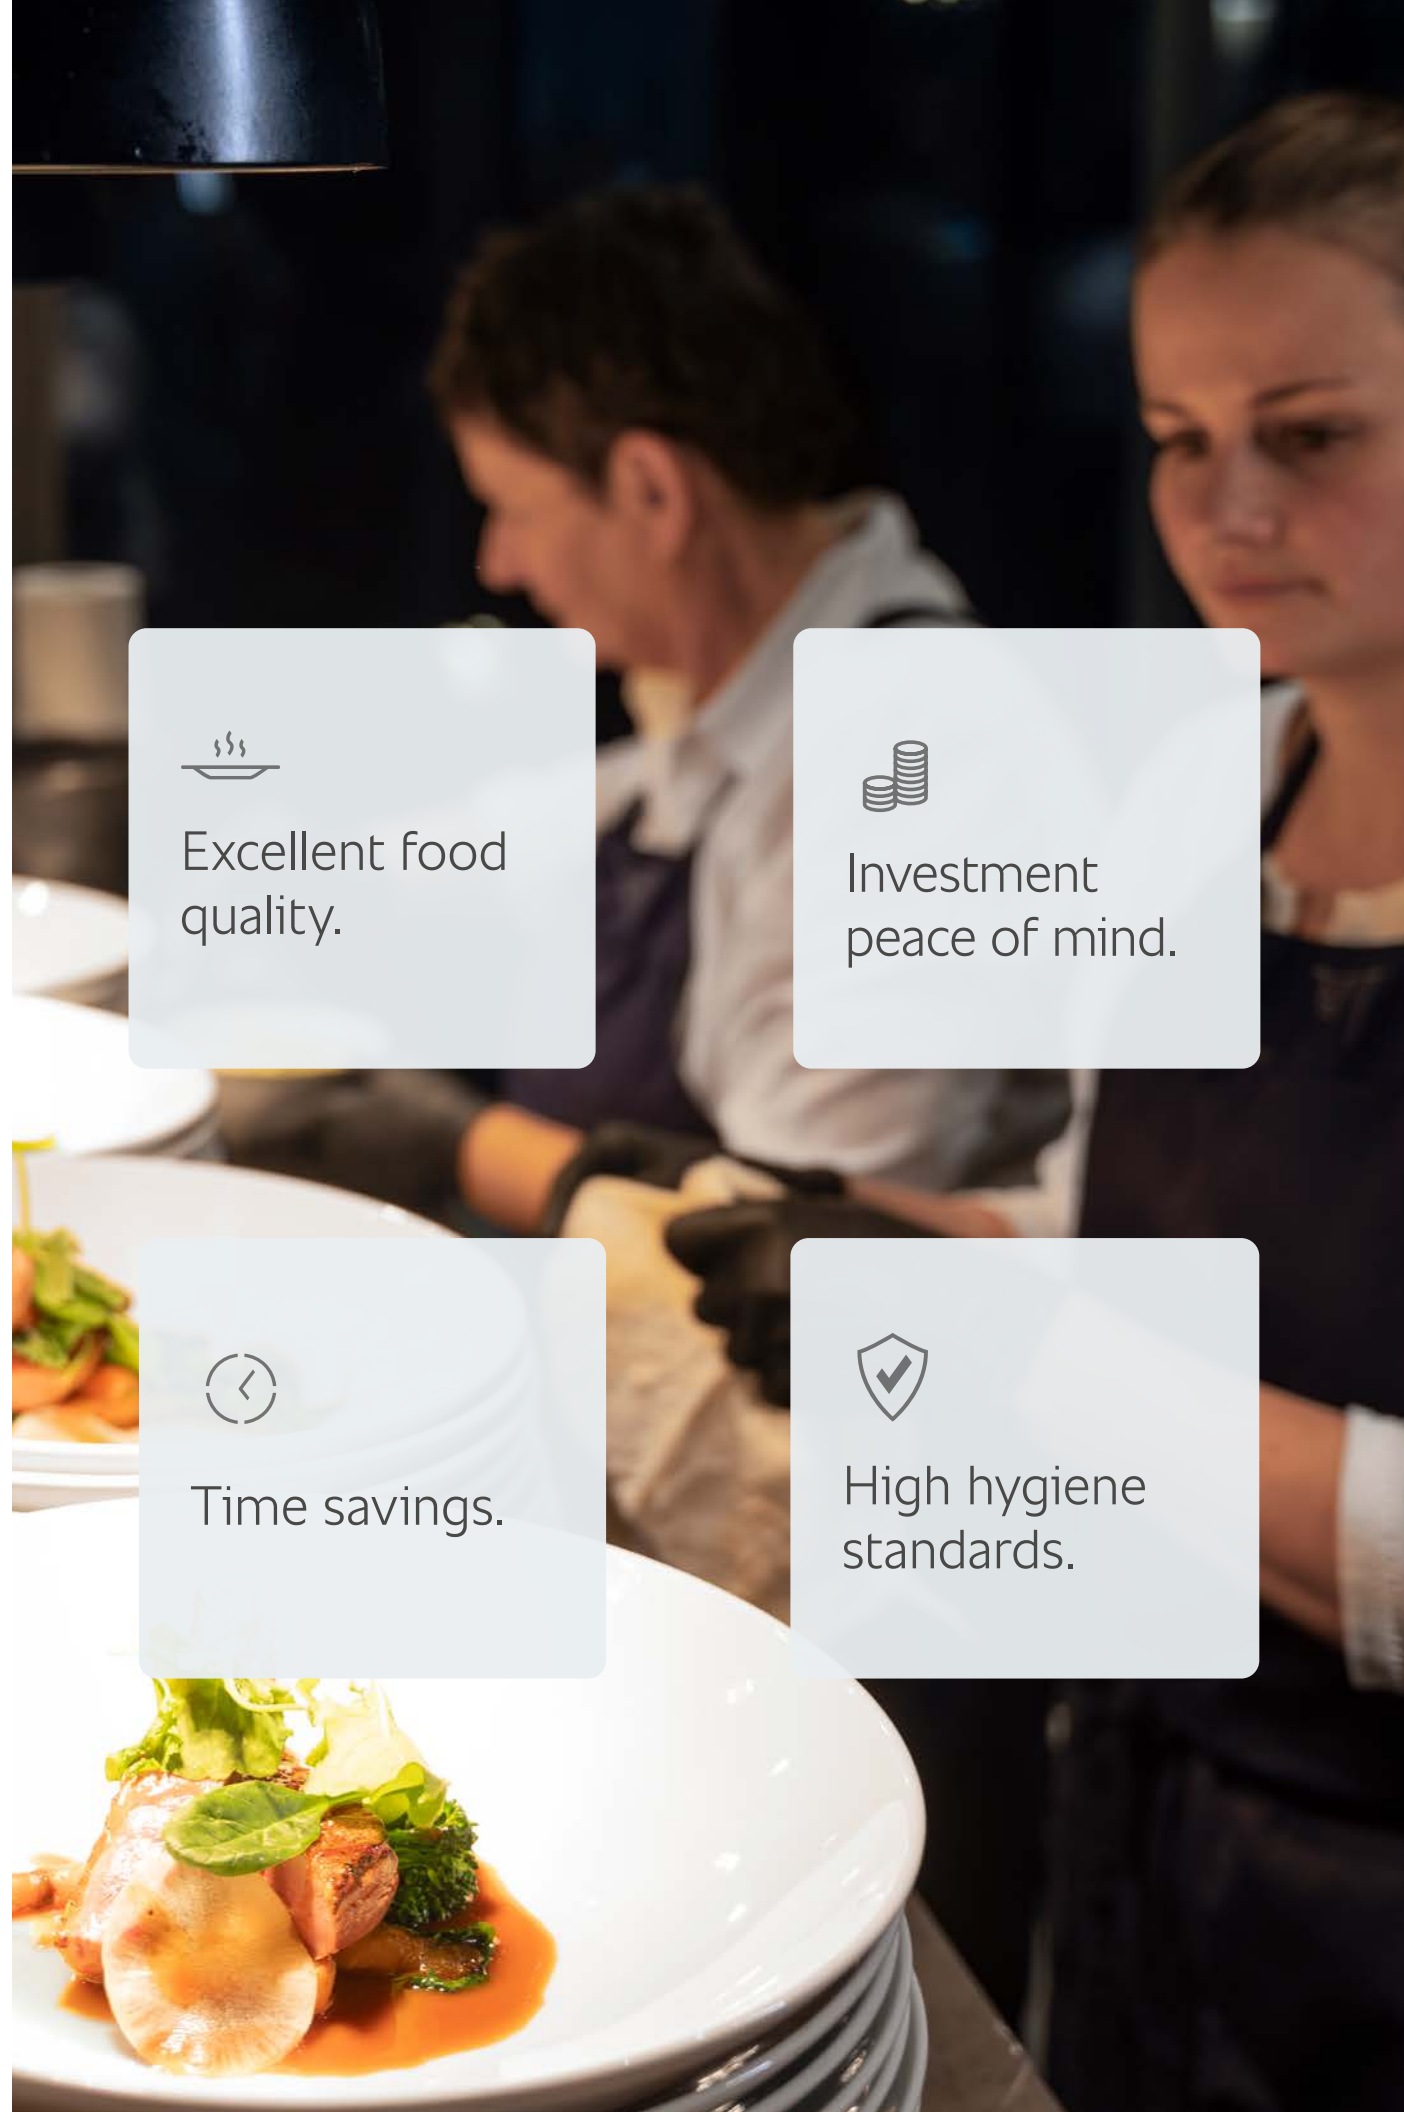 Excellent food
quality.
Investment
peace of mind.
Time savings.
High hygiene
standards.